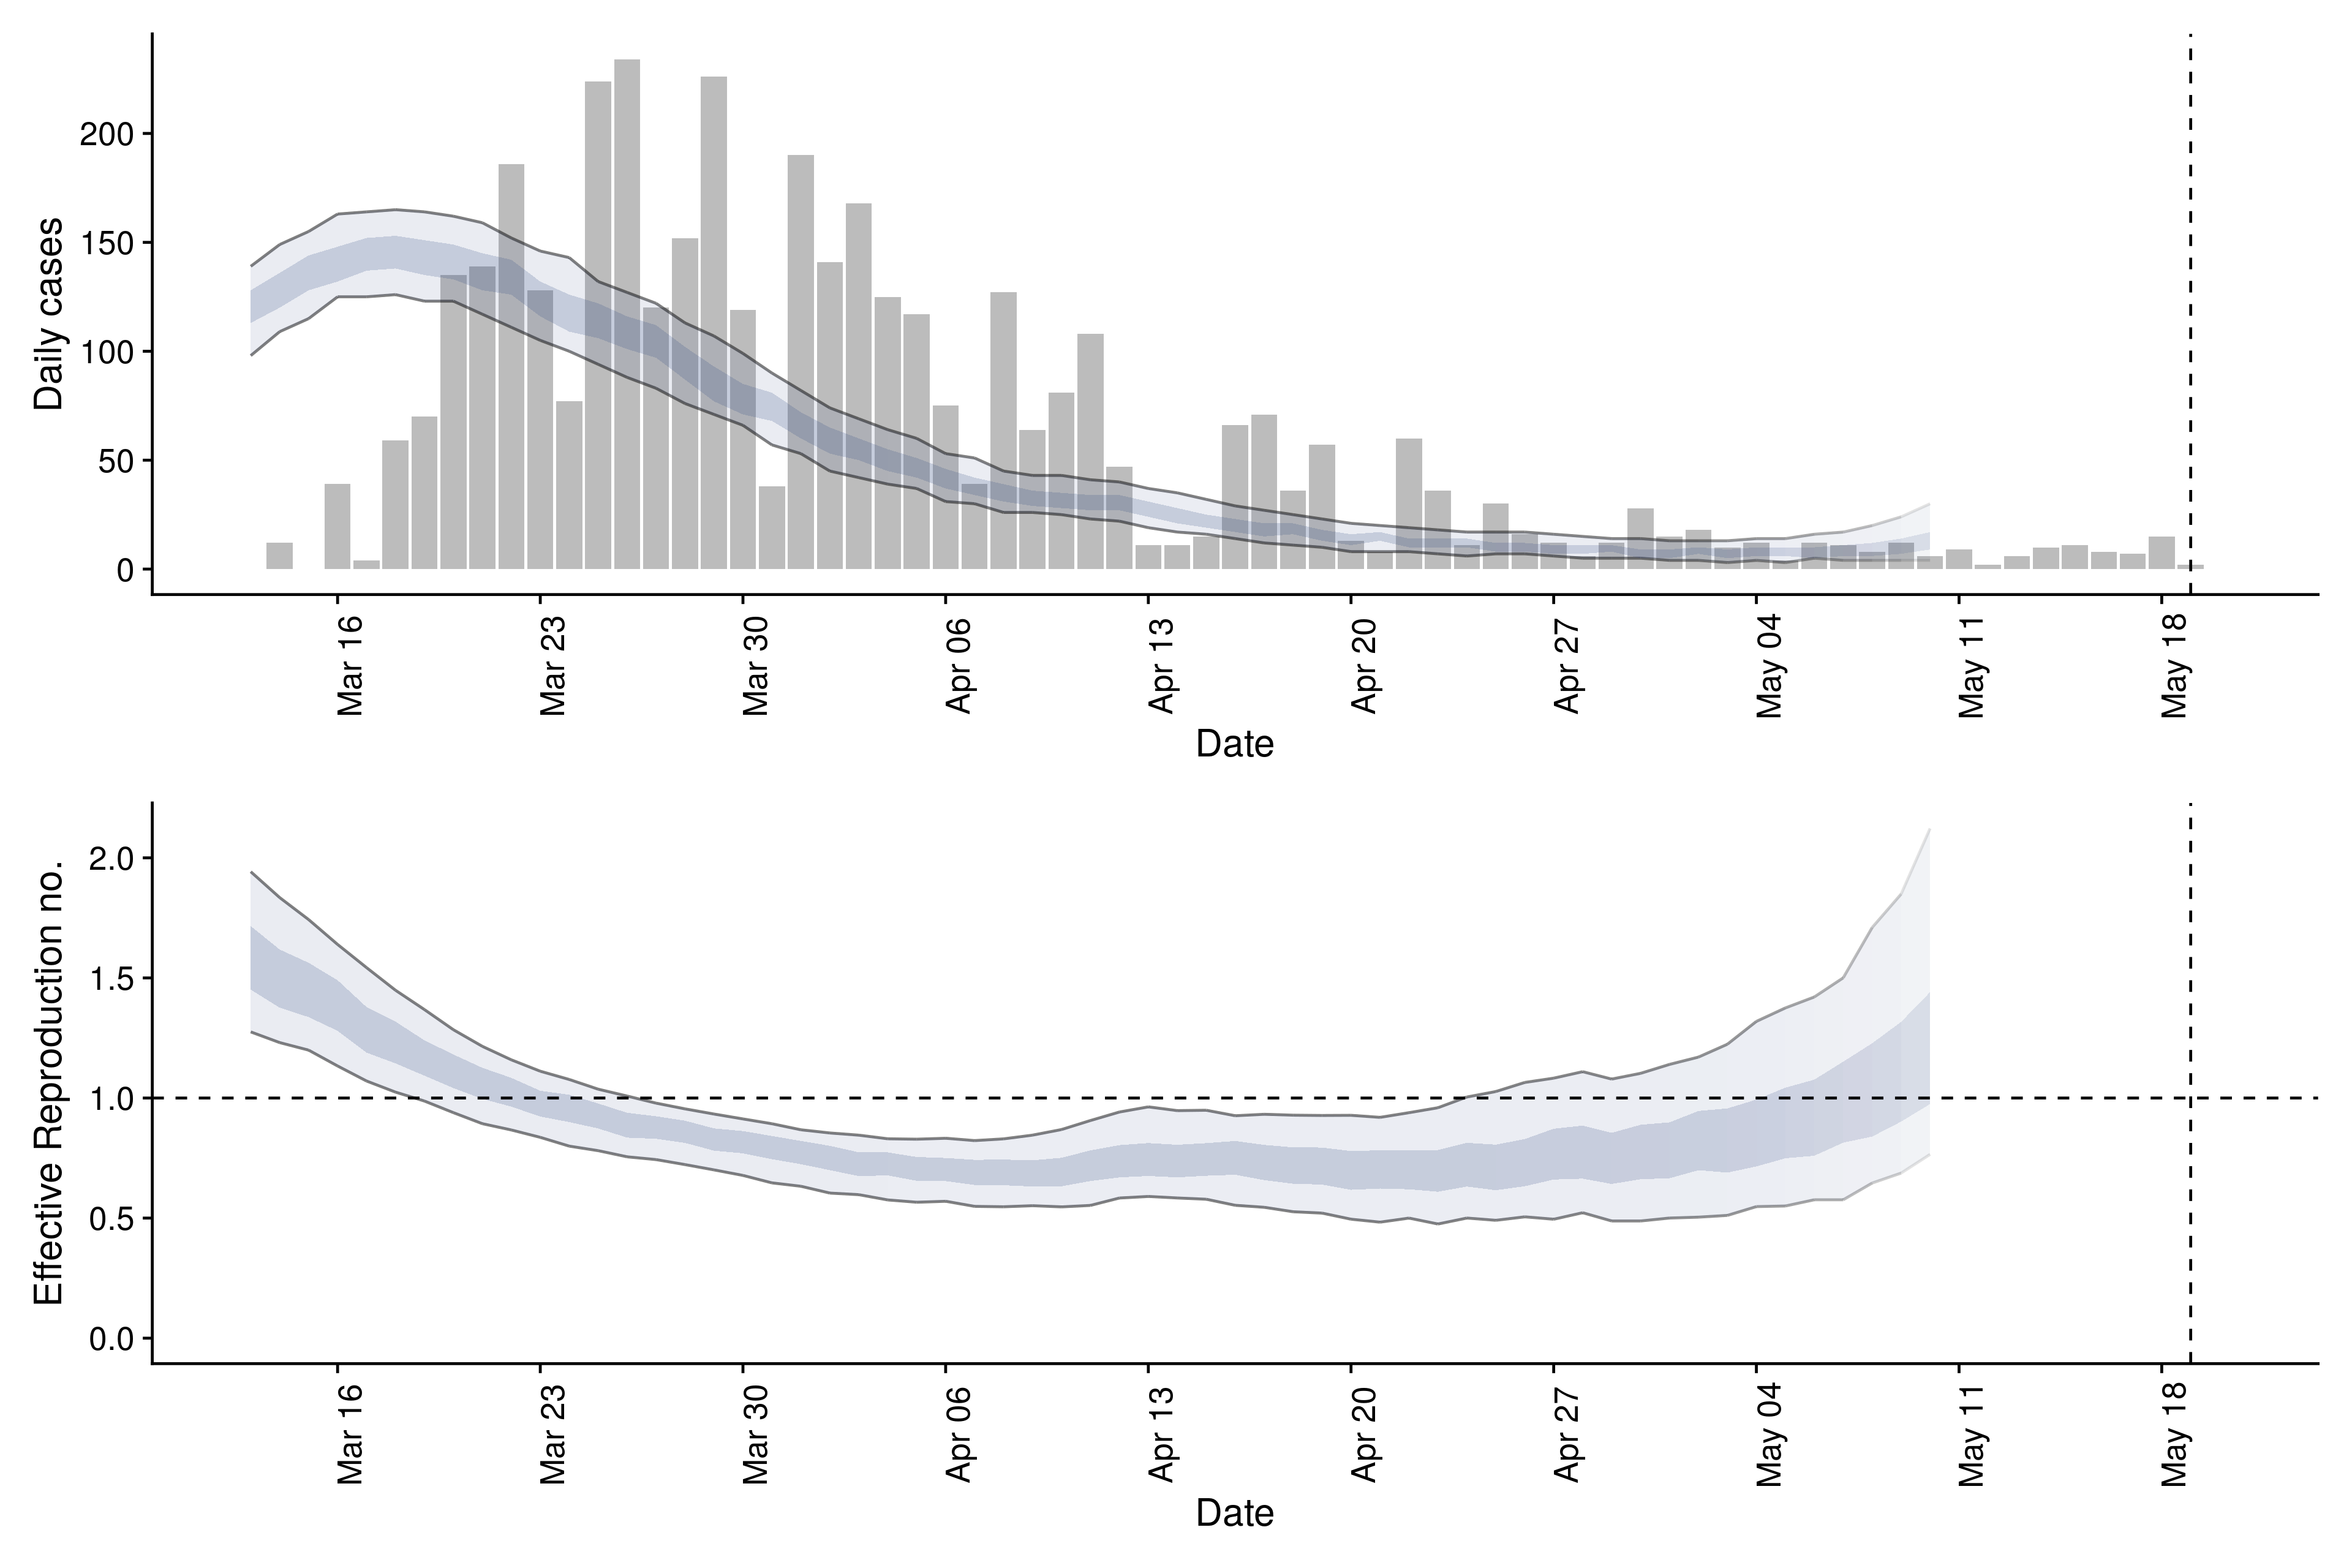 Daily cases
200
150
100
50
0
Mar 16
Mar 23
Mar 30
Apr 06
Apr 13
Apr 20
Apr 27
May 04
May 11
May 18
Date
Effective Reproduction no.
2.0
1.5
1.0
0.5
0.0
Mar 16
Mar 23
Mar 30
Apr 06
Apr 13
Apr 20
Apr 27
May 04
May 11
May 18
Date